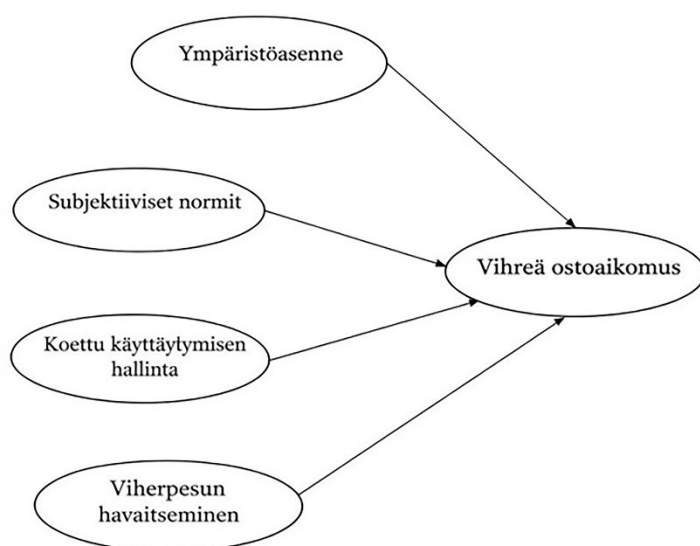 Ympäristöasenne
Subjektiiviset normit
Vihreä ostoaikomus
Koettu käyttäytymisen
hallinta
Viherpesun
havaitseminen